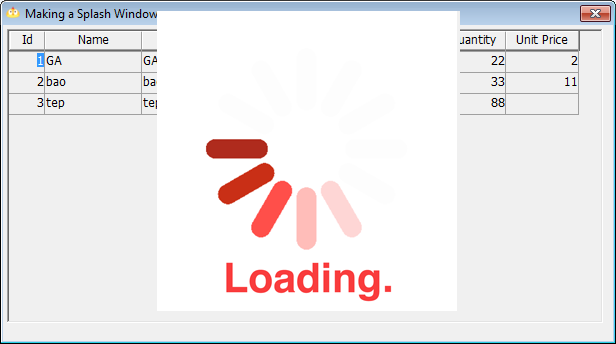 Making a Splash Window
Id Name uantity Unit Price
1 GA GA 22 2
2 bao ba 33 11
3 tep tep 88
Loading.